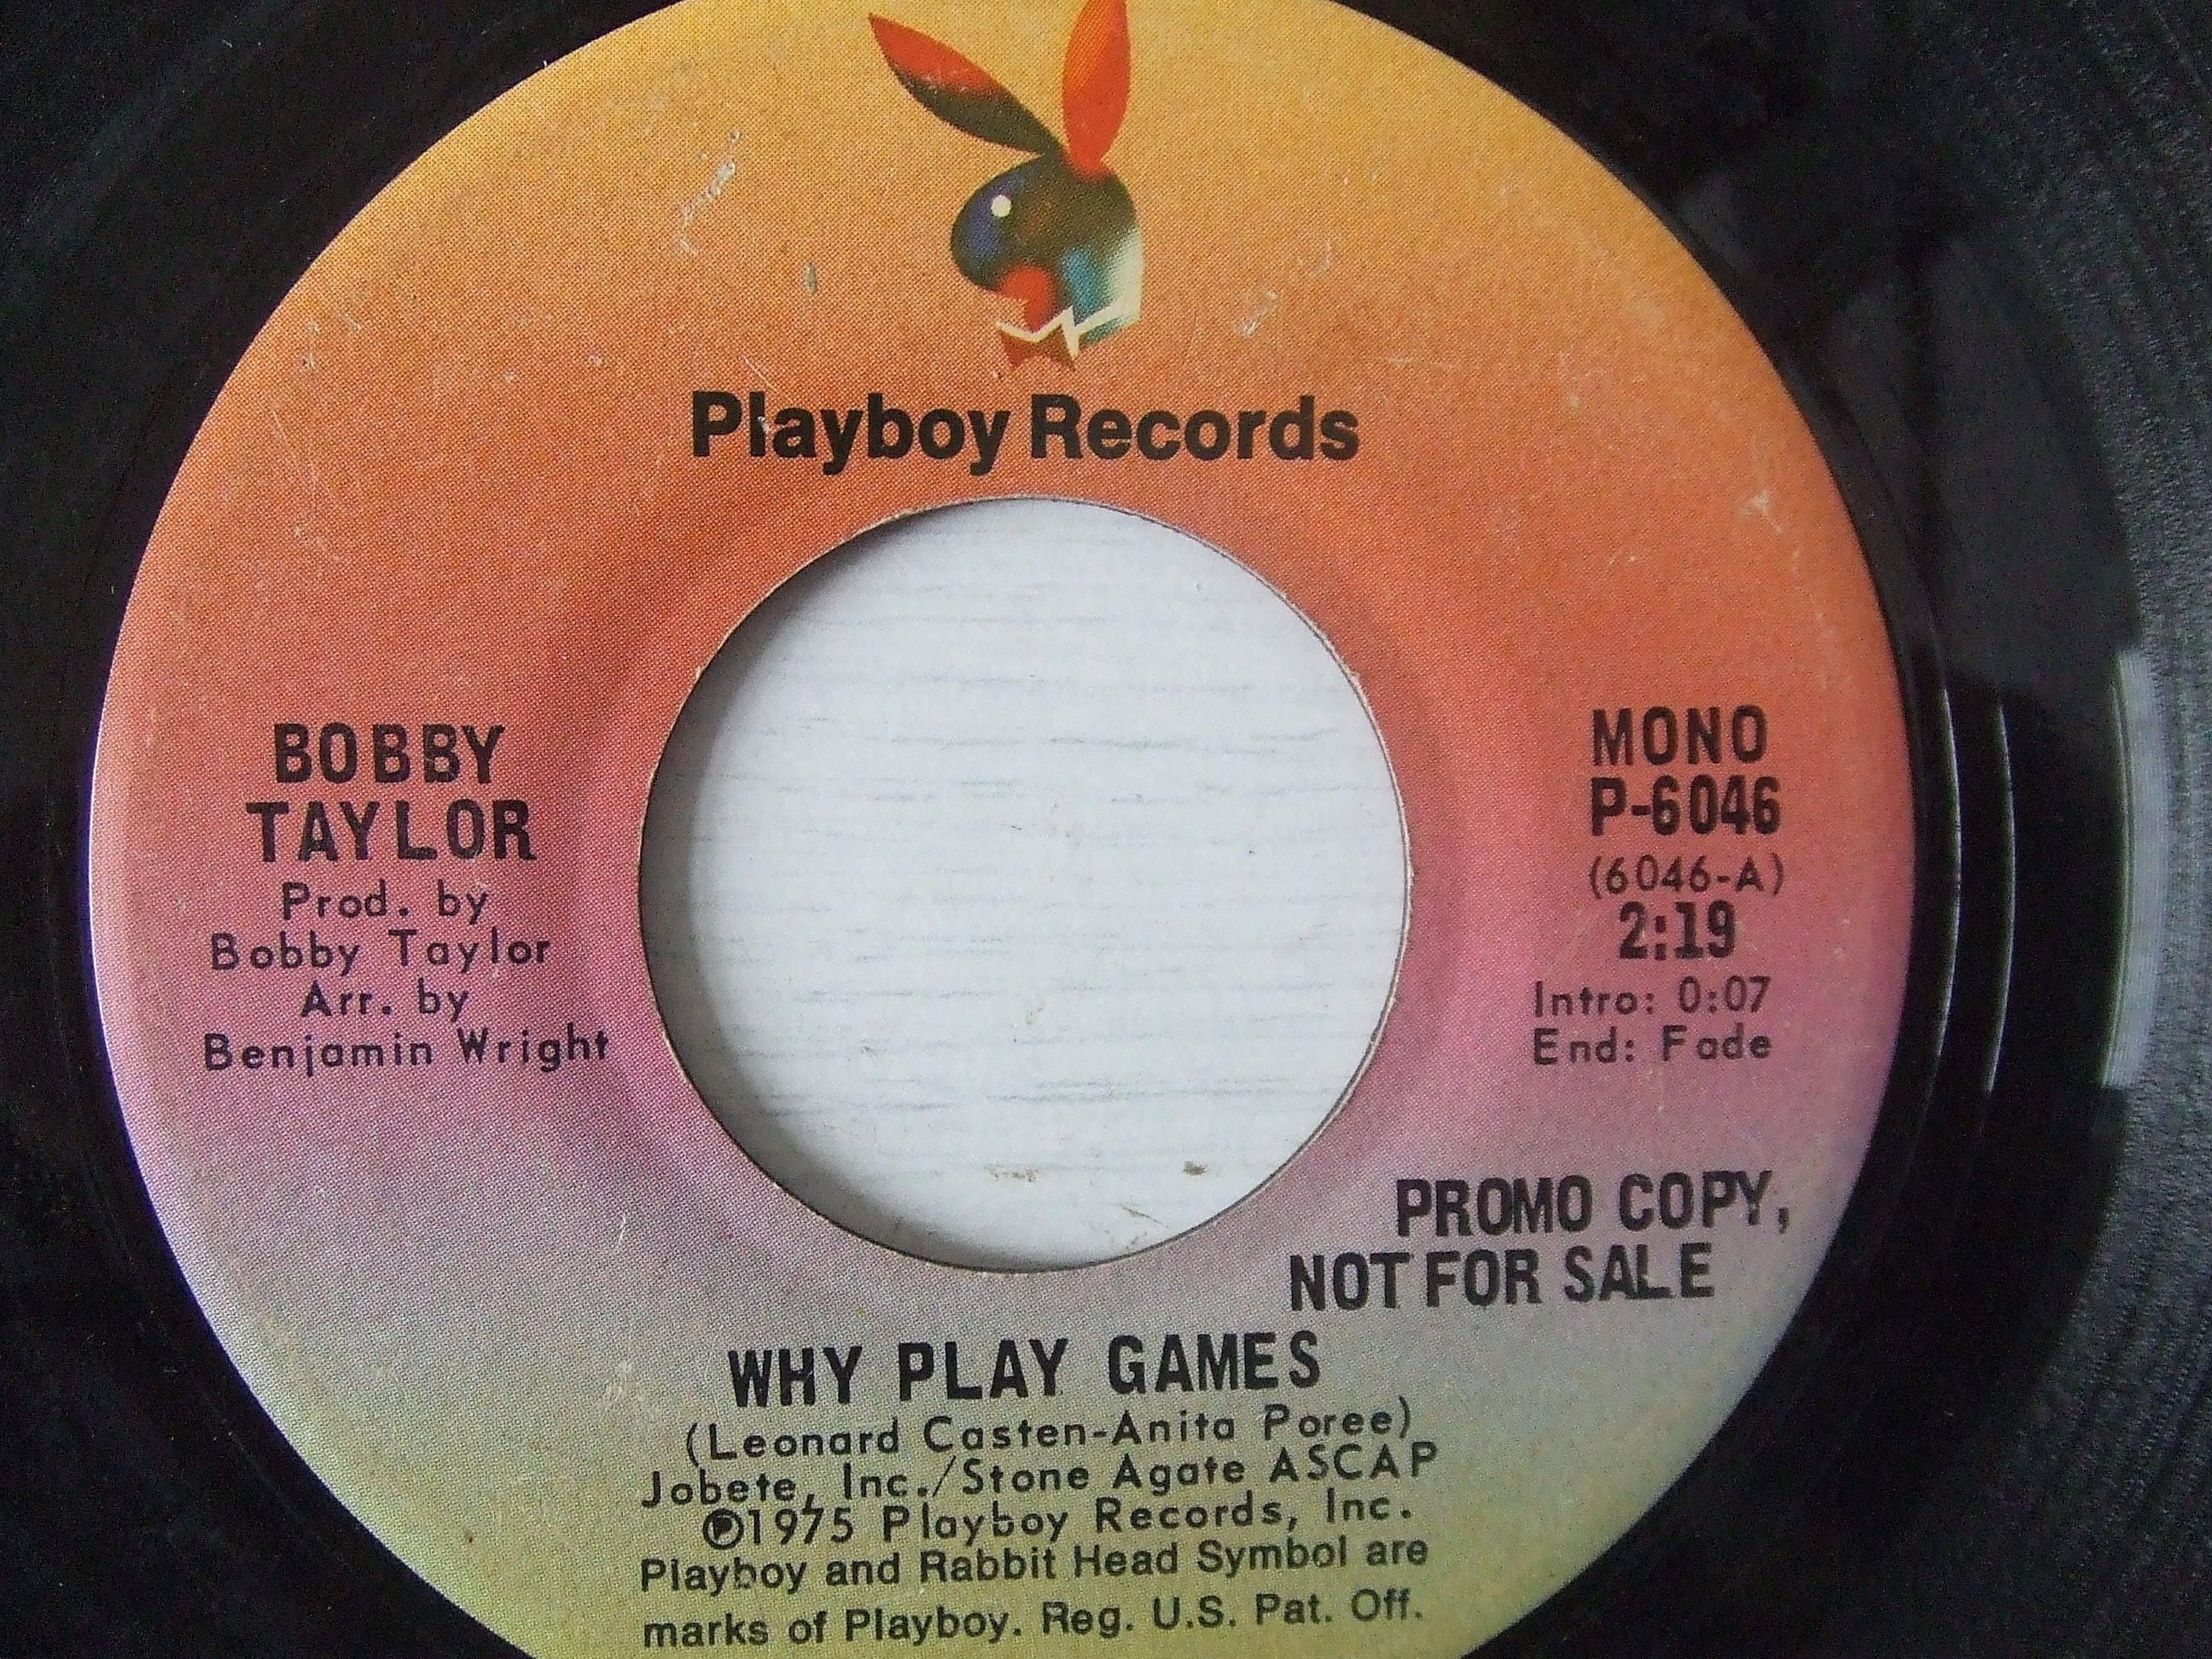 Playboy Records
BOBBY
TAYLOR
Prod. by
Bobby Taylor
Arr. by
Benjamin Wright
MONO
P-6046
(6046-A)
2:19
Intro: 0:07
End: Fade
PROMO COPY,
NOT FOR SALE
WHY PLAY GAMES
(Leonard Casten-Anita Poree)
Jobete, Inc./Stone Agate ASCAP
℗1975 Playboy Records, Inc.
Playboy and Rabbit Head Symbol are
marks of Playboy. Reg. U.S. Pat. Off.